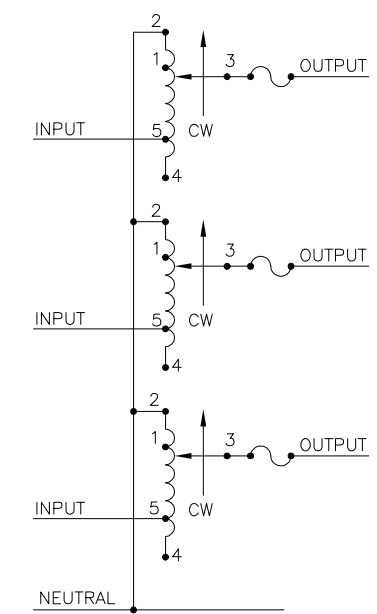 2
1 3 OUTPUT
INPUT 5 CW
4
2
1 3 OUTPUT
INPUT 5 CW
4
2
1 3 OUTPUT
INPUT 5 CW
4
NEUTRAL